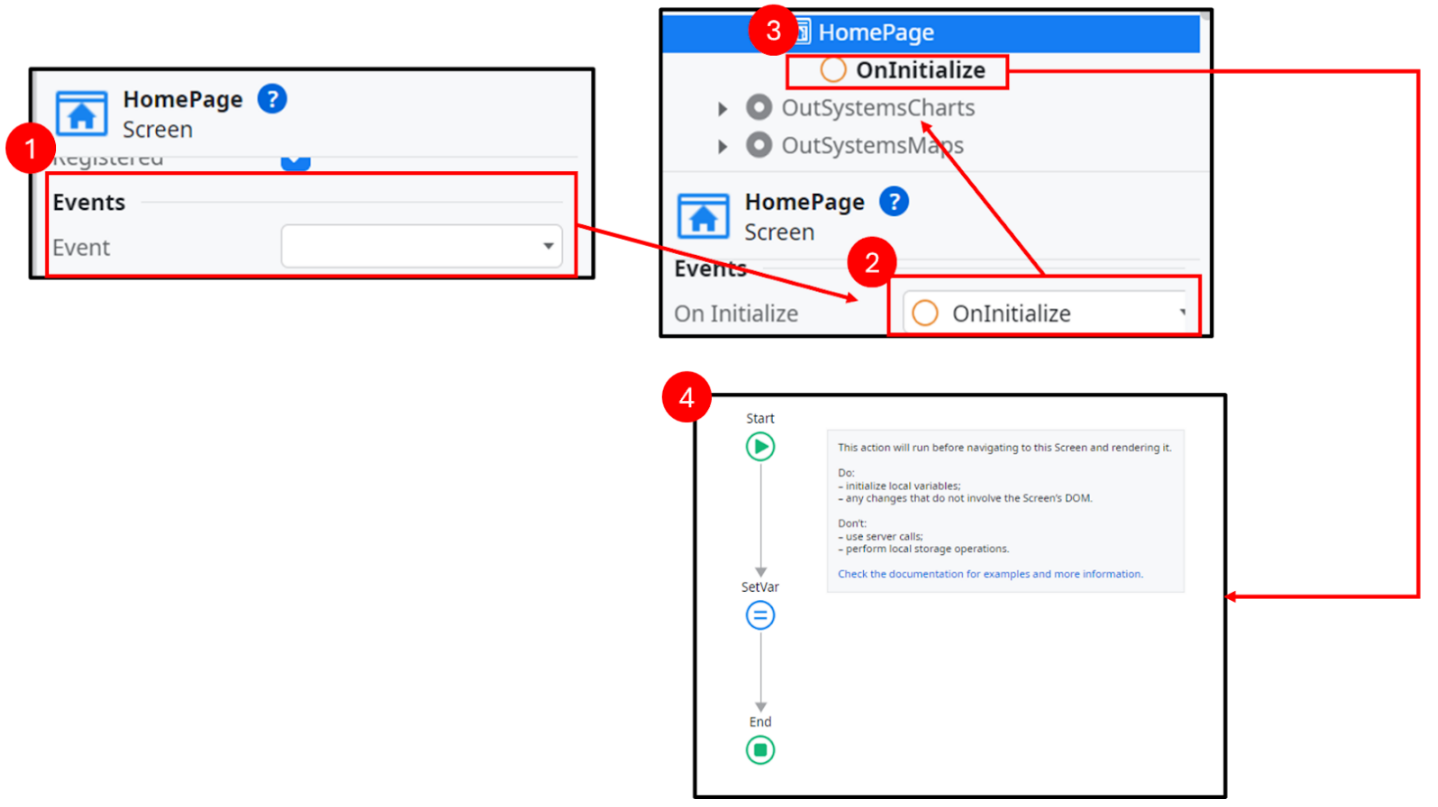 1
HomePage ?
Screen
Registered
Events
Event
3
HomePage
OnInitialize
OutSystemsCharts
OutSystemsMaps
HomePage ?
Screen
2
Events
On Initialize OnInitialize
4
Start
This action will run before navigating to this Screen and rendering it.
Do:
– initialize local variables;
– any changes that do not involve the Screen's DOM.
Don't:
– use server calls;
– perform local storage operations.
Check the documentation for examples and more information.
SetVar
End